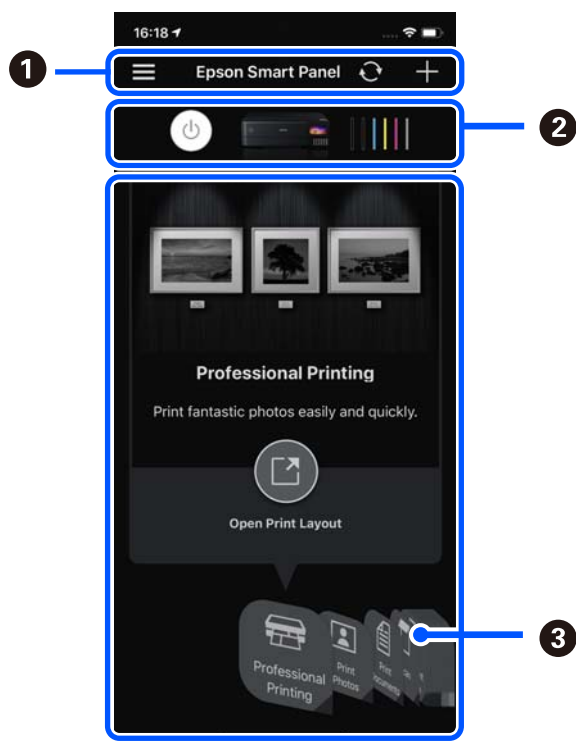 16:18
1
Epson Smart Panel
2
Professional Printing
Print fantastic photos easily and quickly.
Open Print Layout
3
Professional
Printing
Print
Photos
Print